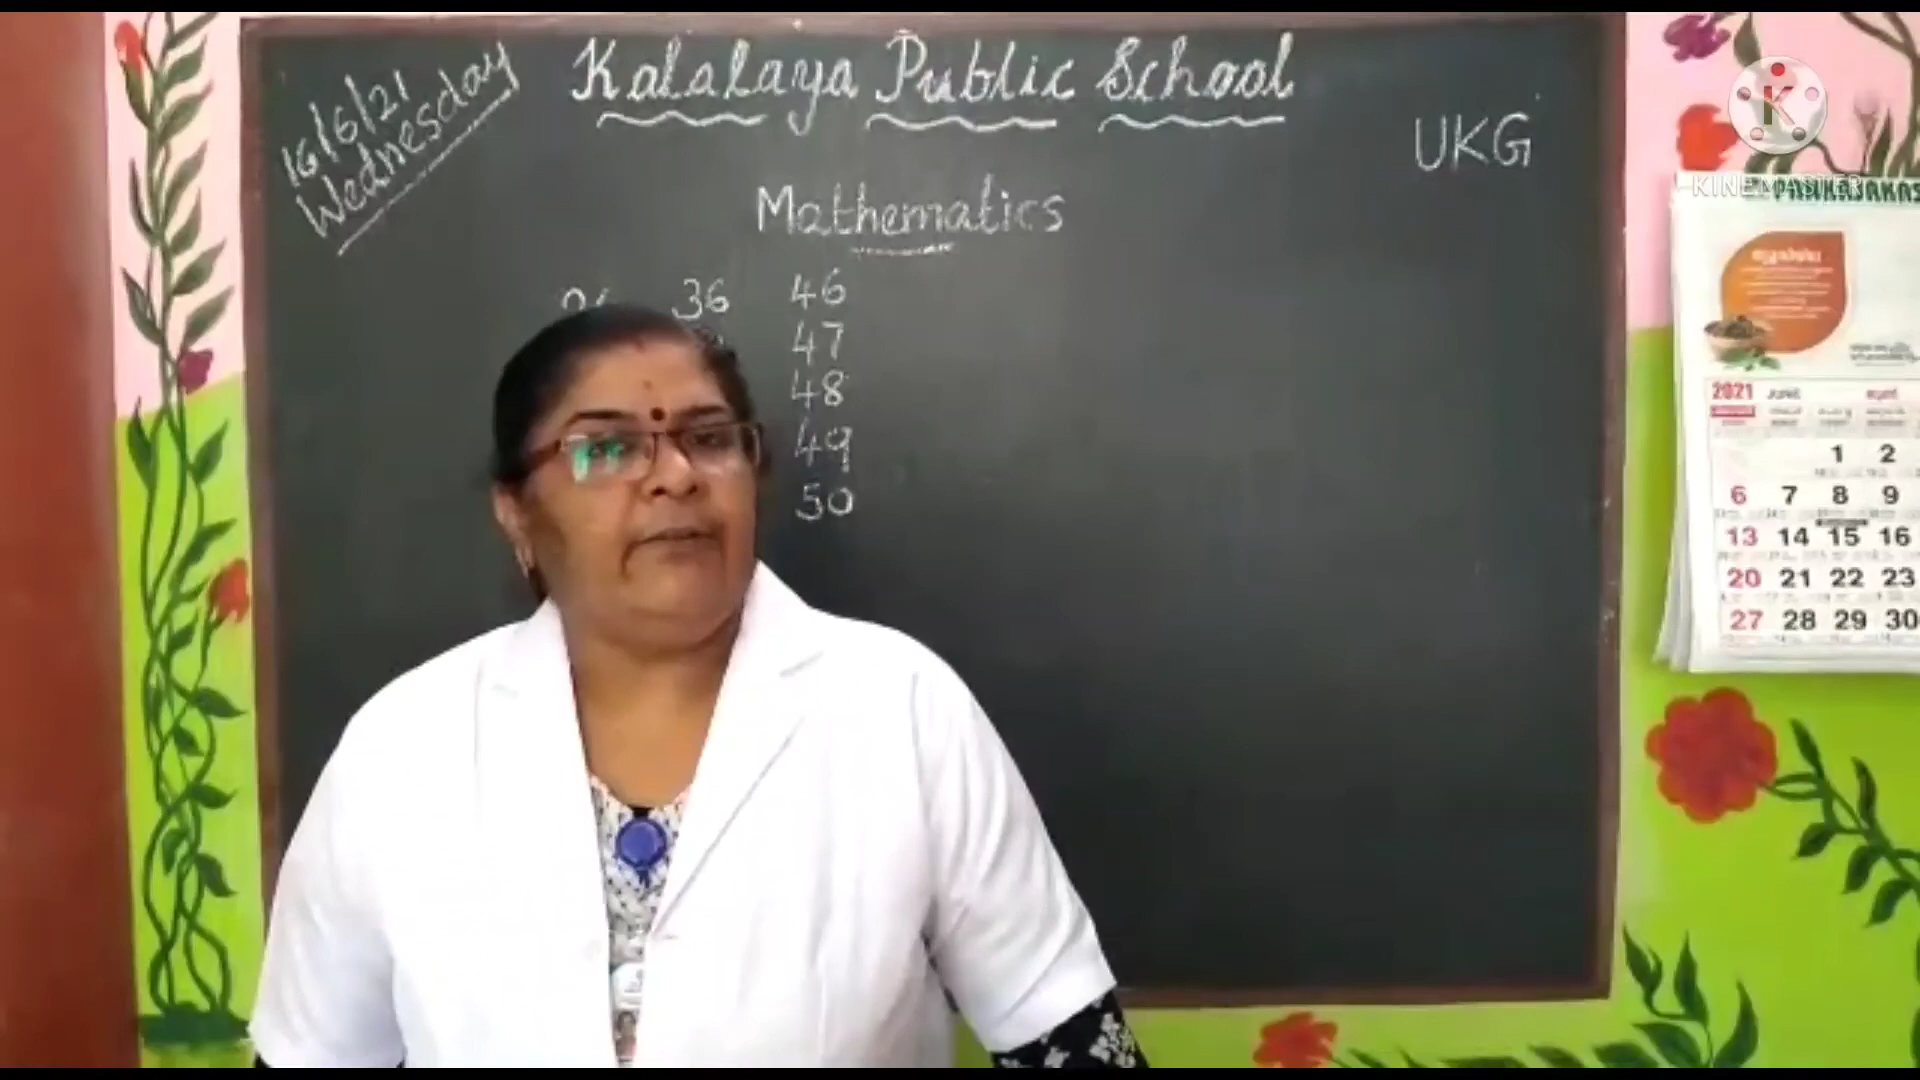 16/6/21
Wednesday
Kalalaya Public School
UKG
Mathematics
36 46
47
48
49
50
KINEMASTER
2021
1 2
6 7 8 9
13 14 15 16
20 21 22 23
27 28 29 30